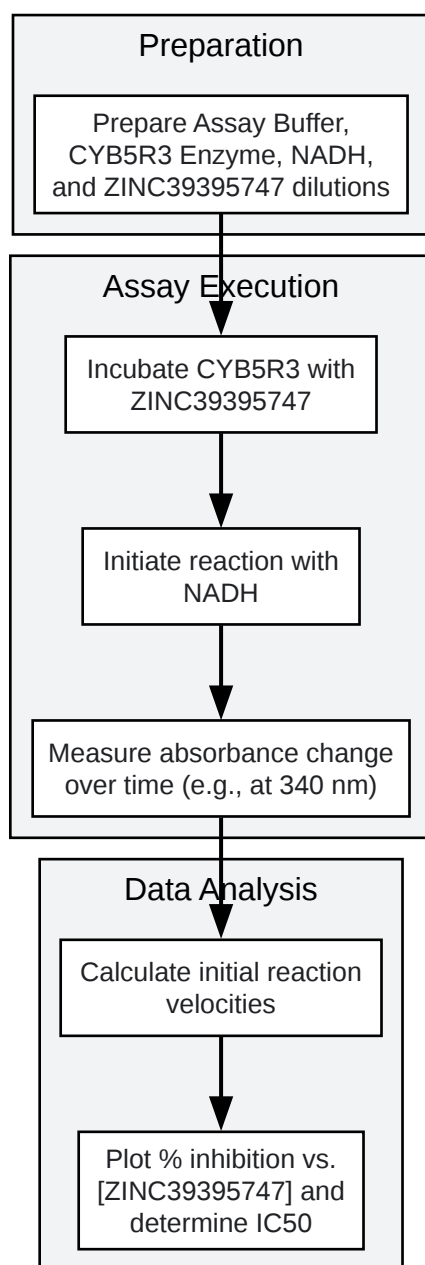 Preparation
Prepare Assay Buffer,
CYB5R3 Enzyme, NADH,
and ZINC39395747 dilutions
Assay Execution
Incubate CYB5R3 with
ZINC39395747
Initiate reaction with
NADH
Measure absorbance change
over time (e.g., at 340 nm)
Data Analysis
Calculate initial reaction
velocities
Plot % inhibition vs.
[ZINC39395747] and
determine IC50